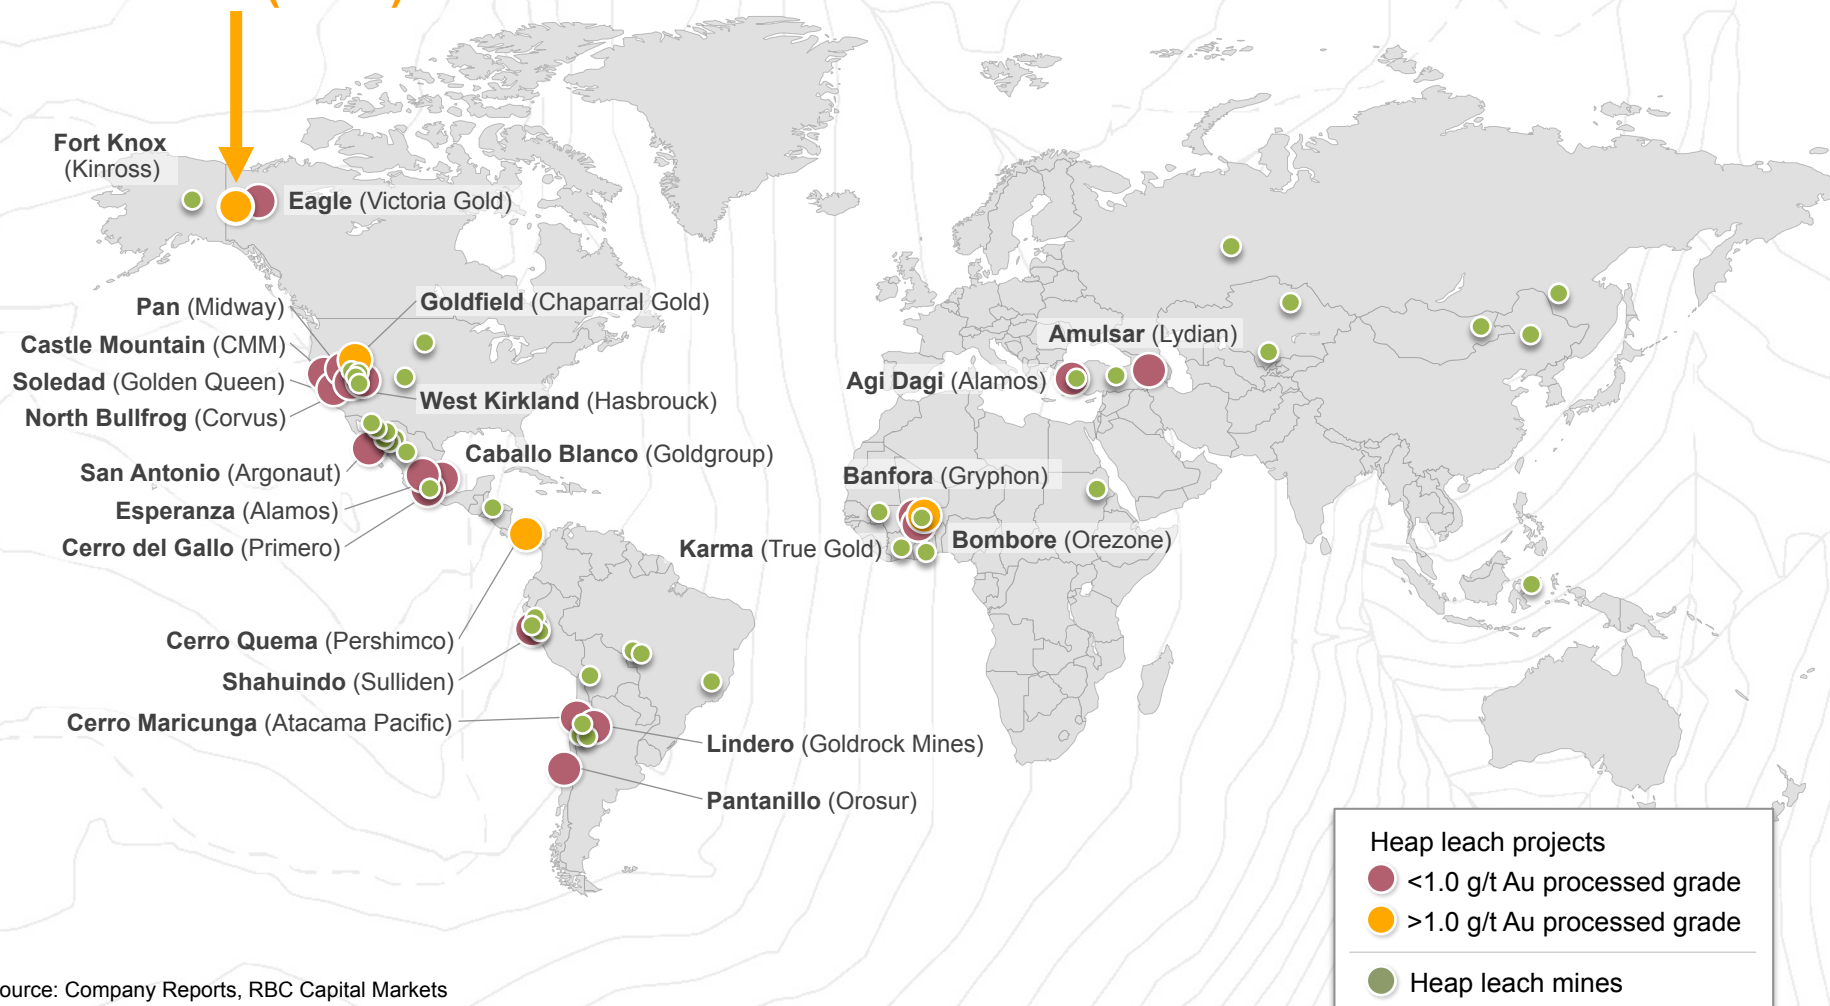 Fort Knox
(Kinross)
Eagle (Victoria Gold)
Pan (Midway)
Goldfield (Chaparral Gold)
Castle Mountain (CMM)
Soledad (Golden Queen)
North Bullfrog (Corvus)
West Kirkland (Hasbrouck)
San Antonio (Argonaut)
Caballo Blanco (Goldgroup)
Esperanza (Alamos)
Cerro del Gallo (Primero)
Amulsar (Lydian)
Agi Dagi (Alamos)
Banfora (Gryphon)
Karma (True Gold)
Bombore (Orezone)
Cerro Quema (Pershimco)
Shahuindo (Sulliden)
Cerro Maricunga (Atacama Pacific)
Lindero (Goldrock Mines)
Pantanillo (Orosur)
Heap leach projects
<1.0 g/t Au processed grade
>1.0 g/t Au processed grade
Heap leach mines
ource: Company Reports, RBC Capital Markets